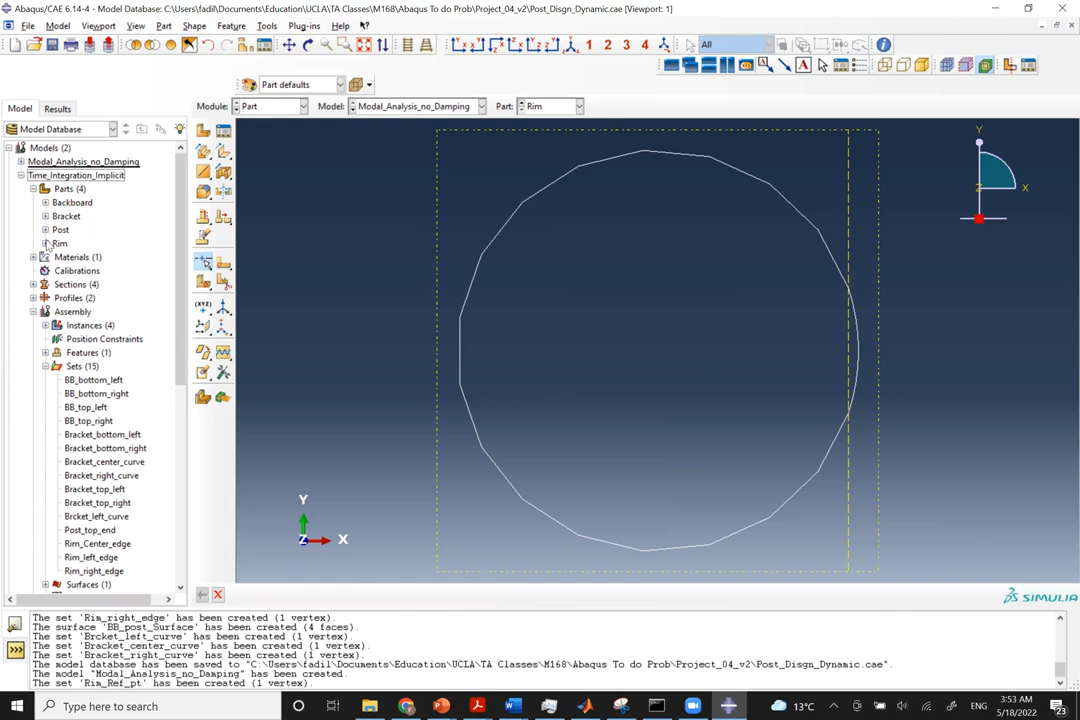 Abaqus/CAE 6.14-4 - Model Database: C:\Users\fadil\Documents\Education\UCLA\TA Classes\M168\Abaqus To do Prob\Project_04_v2\Post_Disgn_Dynamic.cae [Viewport: 1]
File Model Viewport View Part Shape Feature Tools Plug-ins Help
1 2 3 4 All
Part defaults
Model Results Module: Part Model: Modal_Analysis_no_Damping Part: Rim
Model Database
Models (2)
Modal_Analysis_no_Damping
Time_Integration_Implicit
Parts (4)
Backboard
Bracket
Post
Rim
Materials (1)
Calibrations
Sections (4)
Profiles (2)
Assembly
Instances (4)
Position Constraints
Features (1)
Sets (15)
BB_bottom_left
BB_bottom_right
BB_top_left
BB_top_right
Bracket_bottom_left
Bracket_bottom_right
Bracket_center_curve
Bracket_right_curve
Bracket_top_left
Bracket_top_right
Brcket_left_curve
Post_top_end
Rim_Center_edge
Rim_left_edge
Rim_right_edge
Surfaces (1)
(XYZ)
Y
Z X
Y
Z X
SIMULIA
The set 'Rim_right_edge' has been created (1 vertex).
The surface 'BB_post_Surface' has been created (4 faces).
The set 'Brcket_left_curve' has been created (1 vertex).
The set 'Bracket_center_curve' has been created (1 vertex).
The set 'Bracket_right_curve' has been created (1 vertex).
The model database has been saved to "C:\Users\fadil\Documents\Education\UCLA\TA Classes\M168\Abaqus To do Prob\Project_04_v2\Post_Disgn_Dynamic.cae".
The model "Modal_Analysis_no_Damping" has been created.
The set 'Rim_Ref_pt' has been created (1 vertex).
Type here to search
13°C ENG
3:53 AM
5/18/2022
23